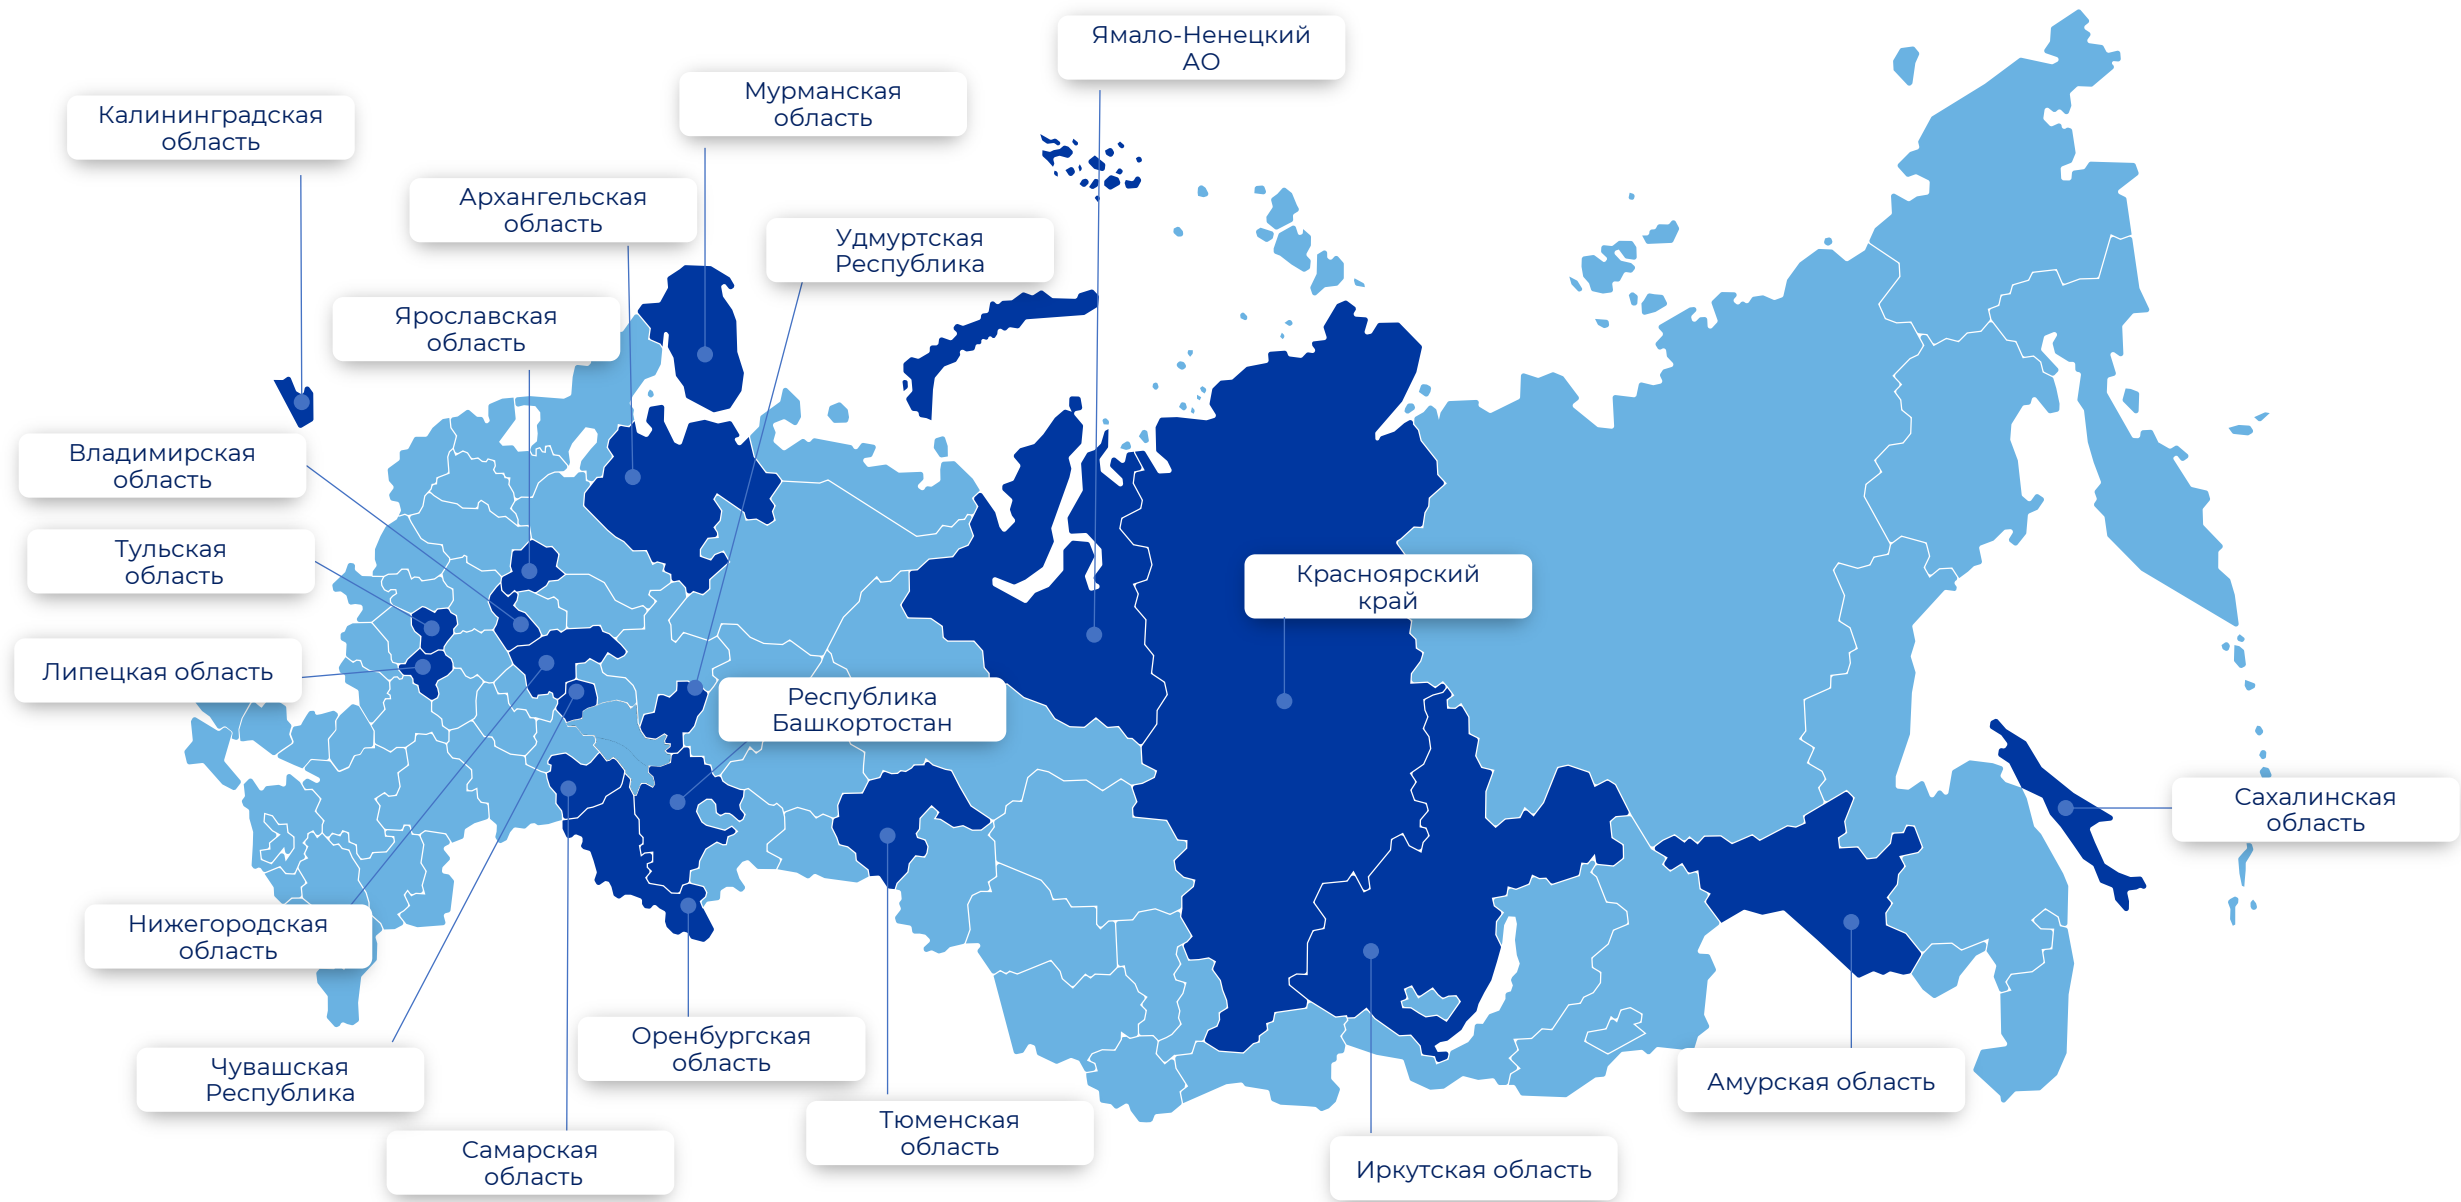 Ямало-Ненецкий
АО
Мурманская
область
Калининградская
область
Архангельская
область
Удмуртская
Республика
Ярославская
область
Владимирская
область
Тульская
область
Красноярский
край
Липецкая область
Республика
Башкортостан
Сахалинская
область
Нижегородская
область
Оренбургская
область
Чувашская
Республика
Амурская область
Тюменская
область
Самарская
область
Иркутская область